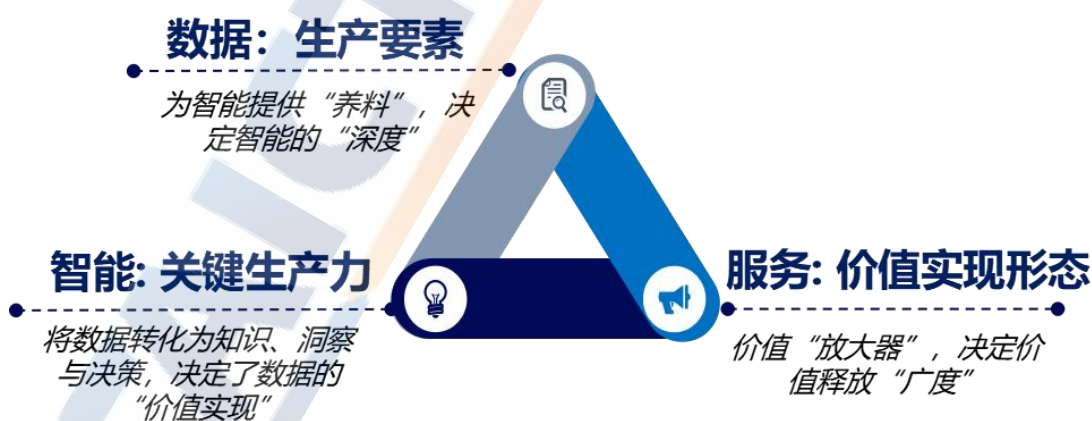 数据：生产要素
为智能提供“养料”，决
定智能的“深度”
智能: 关键生产力
将数据转化为知识、洞察
与决策，决定了数据的
“价值实现”
服务: 价值实现形态
价值“放大器”，决定价
值释放“广度”